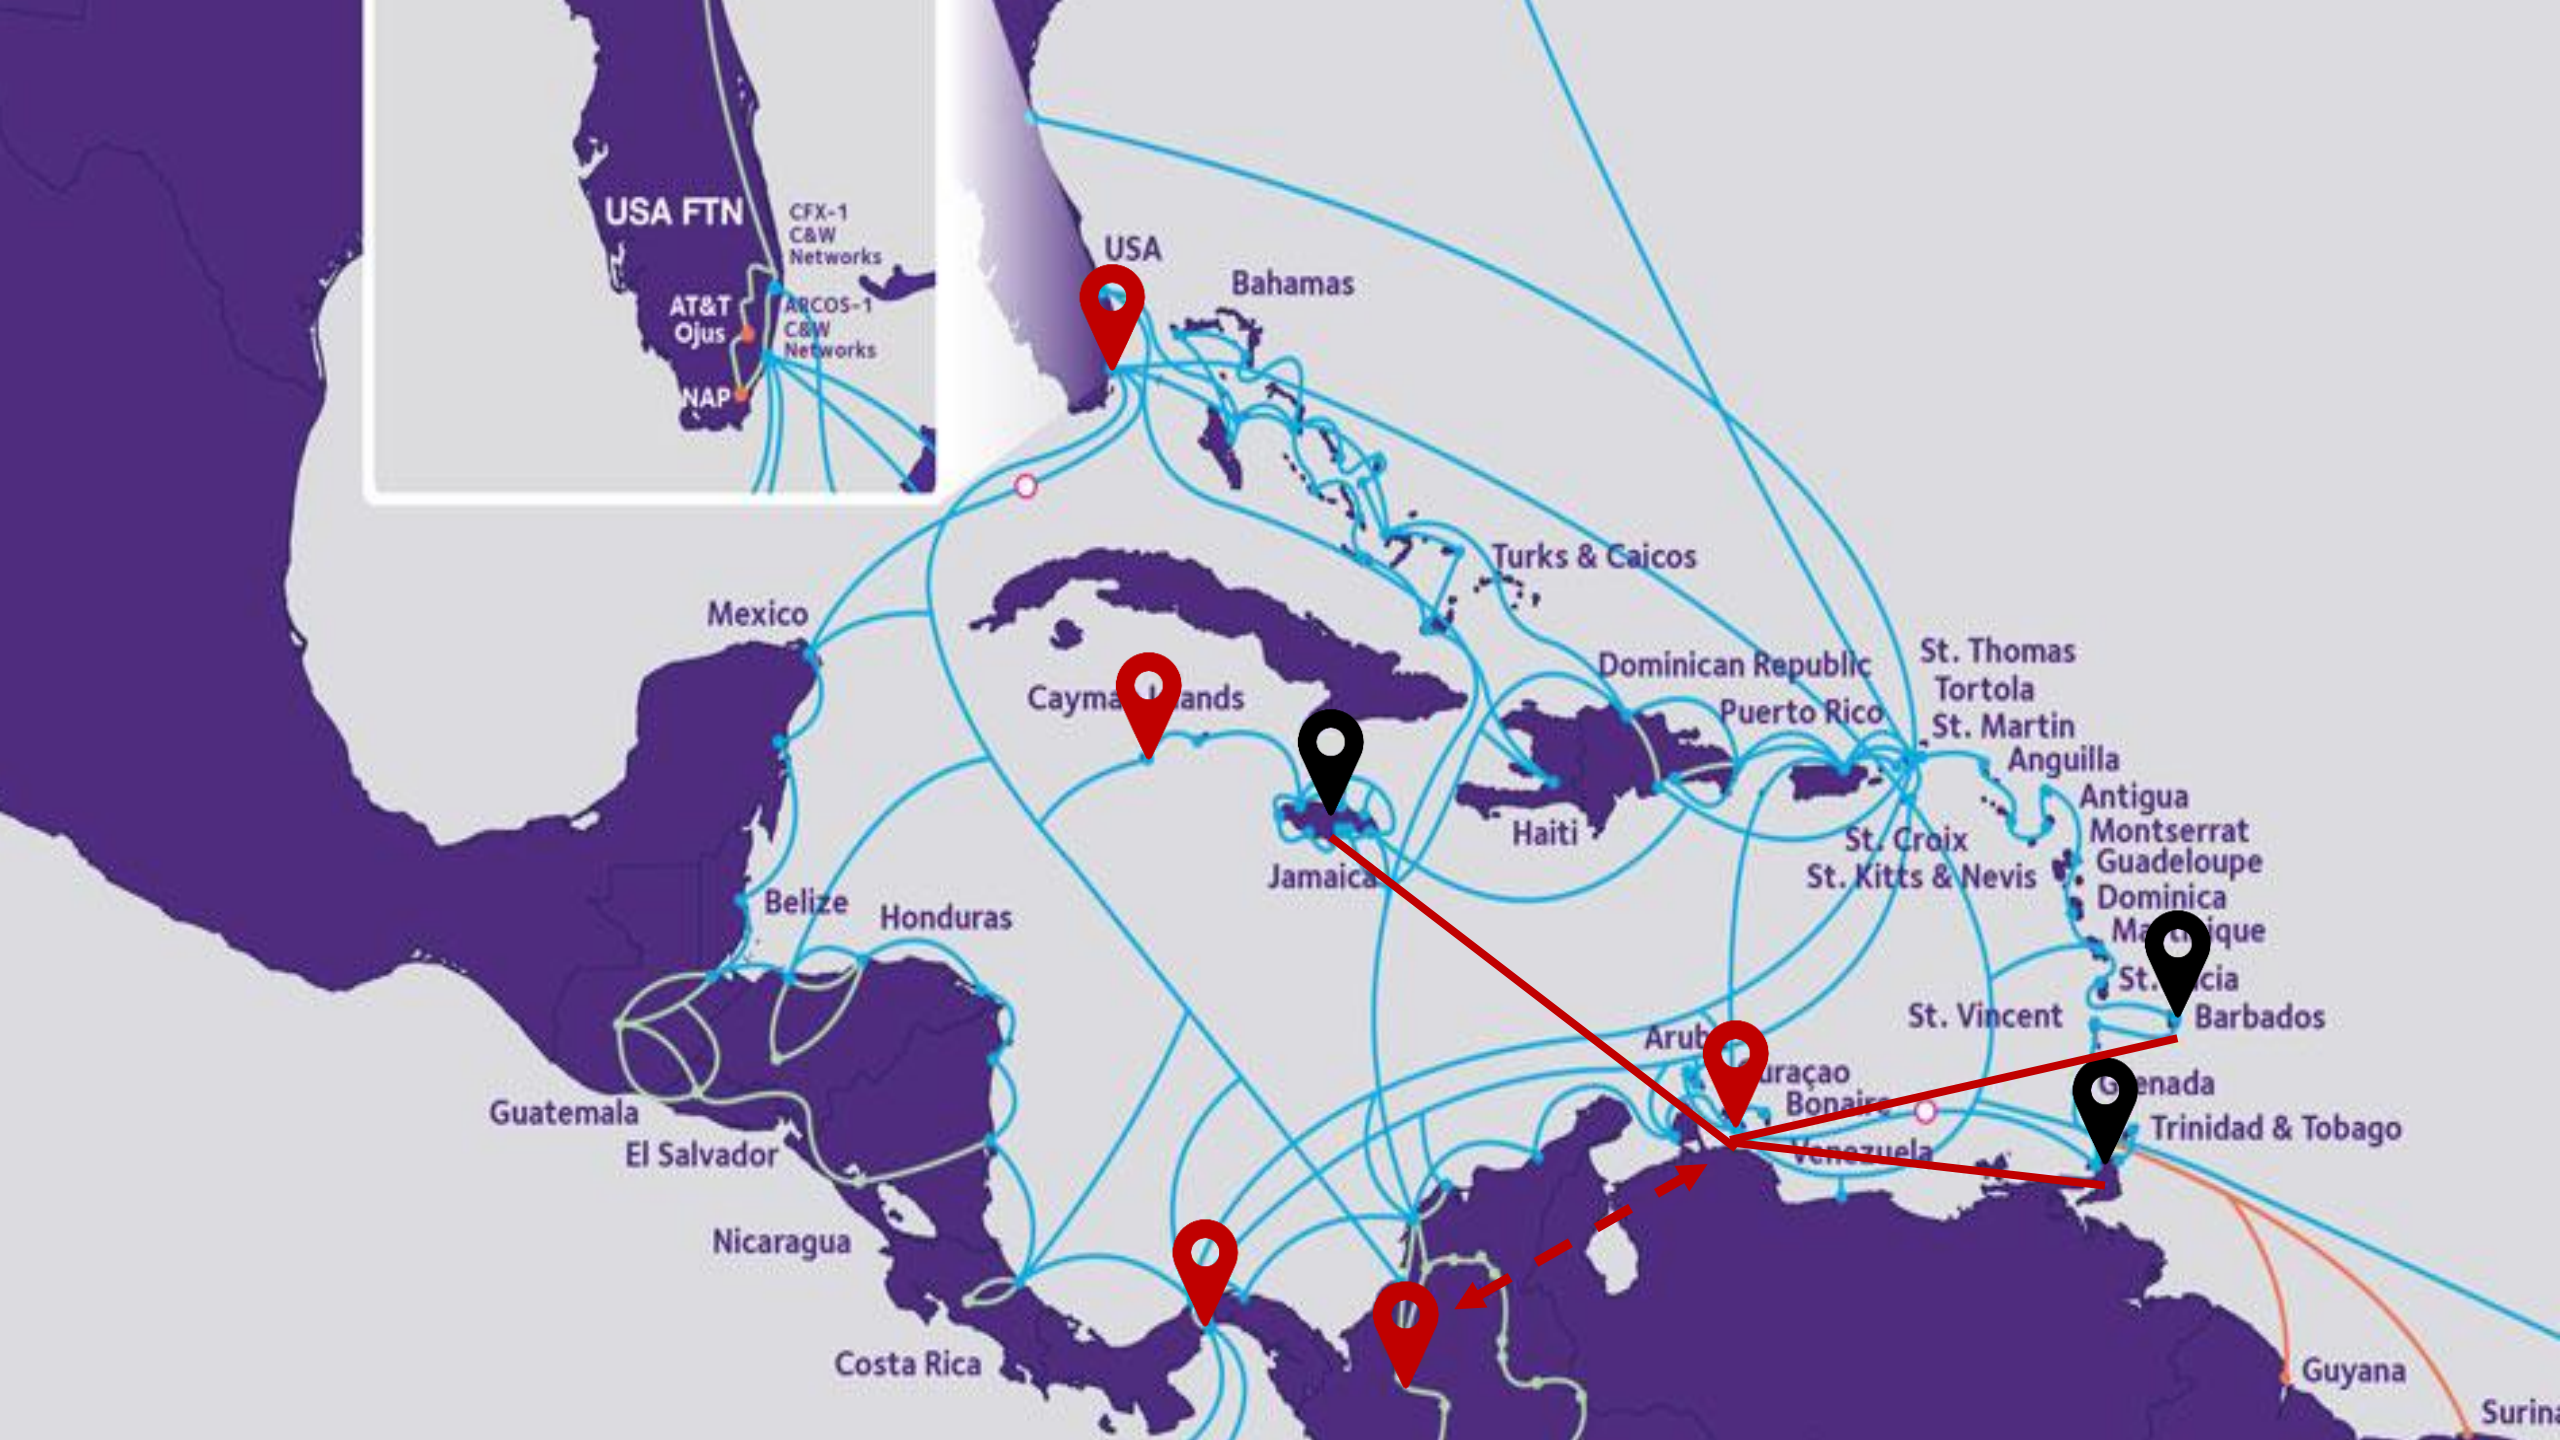 USA FTN
CFX-1
C&W
Networks
AT&T
Ojus
ARCOS-1
C&W
Networks
NAP
USA
Bahamas
Turks & Caicos
Mexico
Dominican Republic
Puerto Rico
St. Thomas
Tortola
St. Martin
Anguilla
Antigua
Montserrat
Guadeloupe
Dominica
St. Croix
St. Kitts & Nevis
Haiti
Jamaica
Belize
Honduras
St. Vincent
Barbados
Bonaire
Trinidad & Tobago
Venezuela
Guatemala
El Salvador
Nicaragua
Costa Rica
Guyana